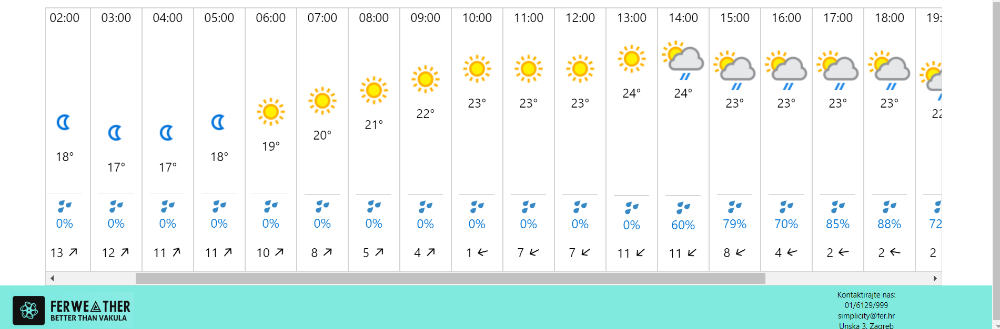 02:00 03:00 04:00 05:00 06:00 07:00 08:00 09:00 10:00 11:00 12:00 13:00 14:00 15:00 16:00 17:00 18:00 19:
18° 17° 17° 18° 19° 20° 21° 22° 23° 23° 23° 24° 24° 23° 23° 23° 23° 22
0% 0% 0% 0% 0% 0% 0% 0% 0% 0% 0% 0% 60% 79% 70% 85% 88% 72
13 12 11 11 10 8 5 4 1 7 7 11 11 8 4 2 2 2
FERWEATHER
BETTER THAN VAKULA
Kontaktirajte nas:
01/6129/999
simplicity@fer.hr
Unska 3, Zagreb